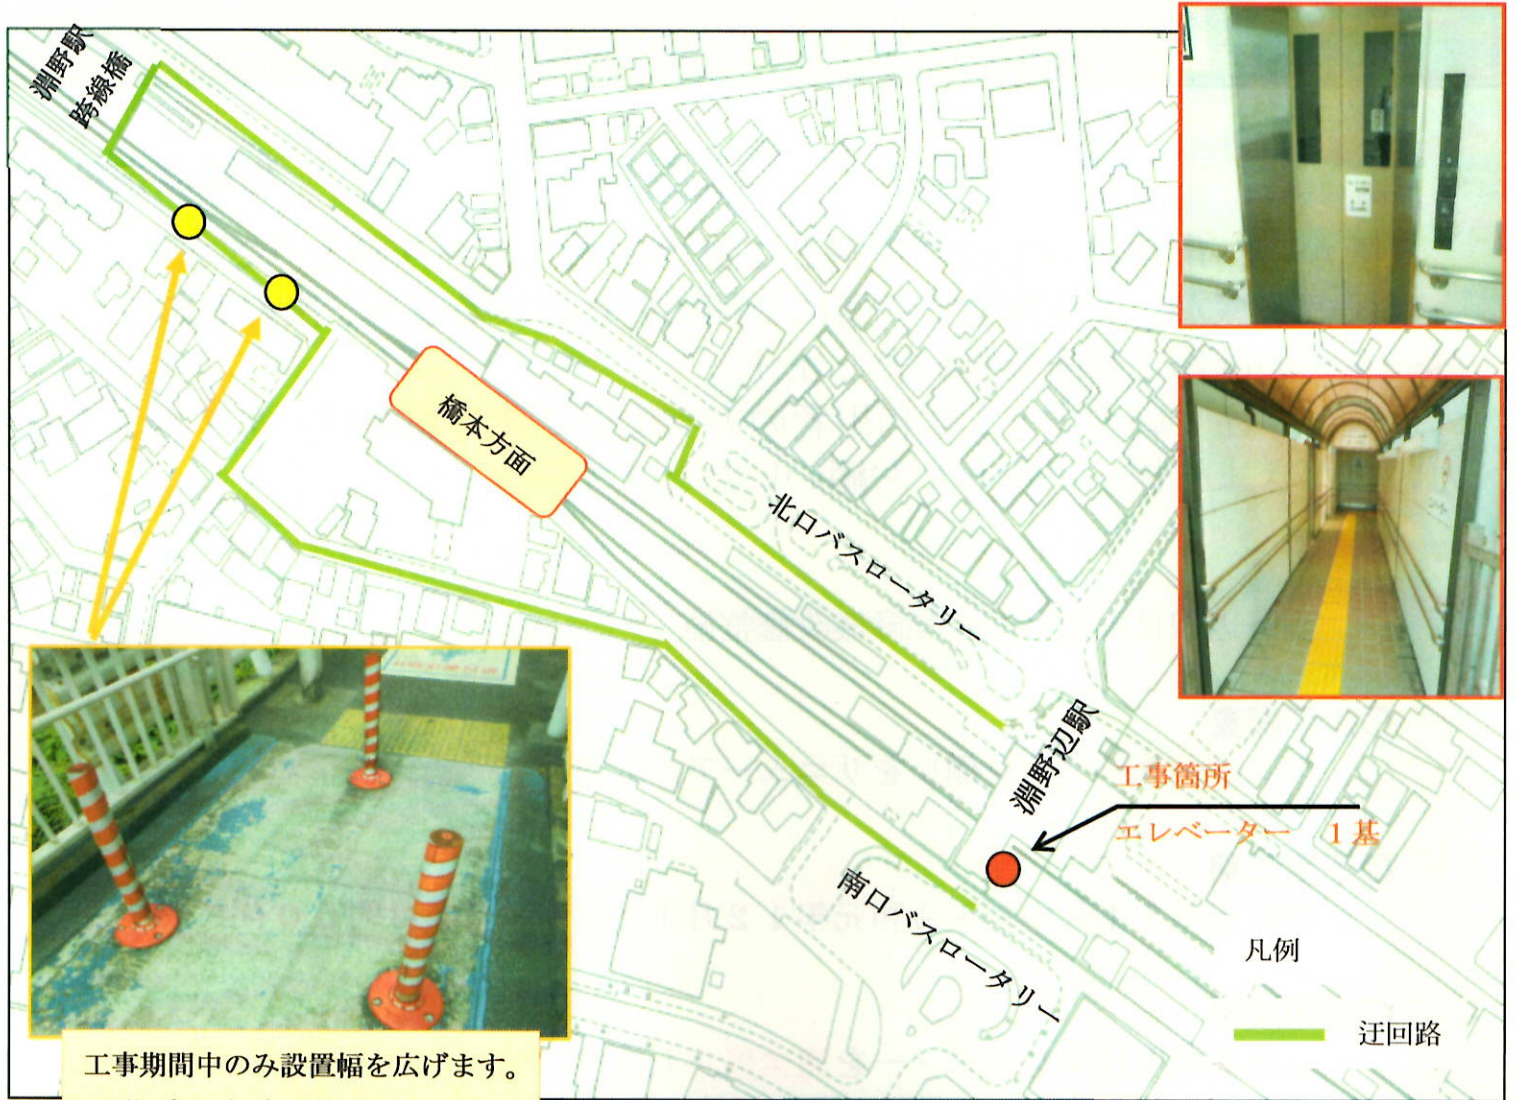 淵野駅
跨線橋
橋本方面
北口バスロータリー
淵野辺駅
工事箇所
エレベーター 1基
南口バスロータリー
凡例
迂回路
工事期間中のみ設置幅を広げます。